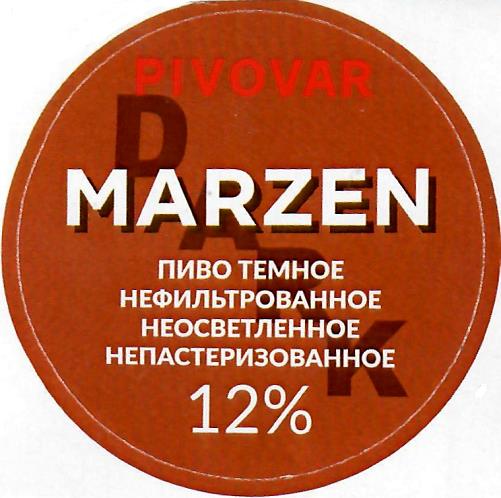 PIVOVAR
DARK
MARZEN
ПИВО ТЕМНОЕ
НЕФИЛЬТРОВАННОЕ
НЕОСВЕТЛЕННОЕ
НЕПАСТЕРИЗОВАННОЕ
12%